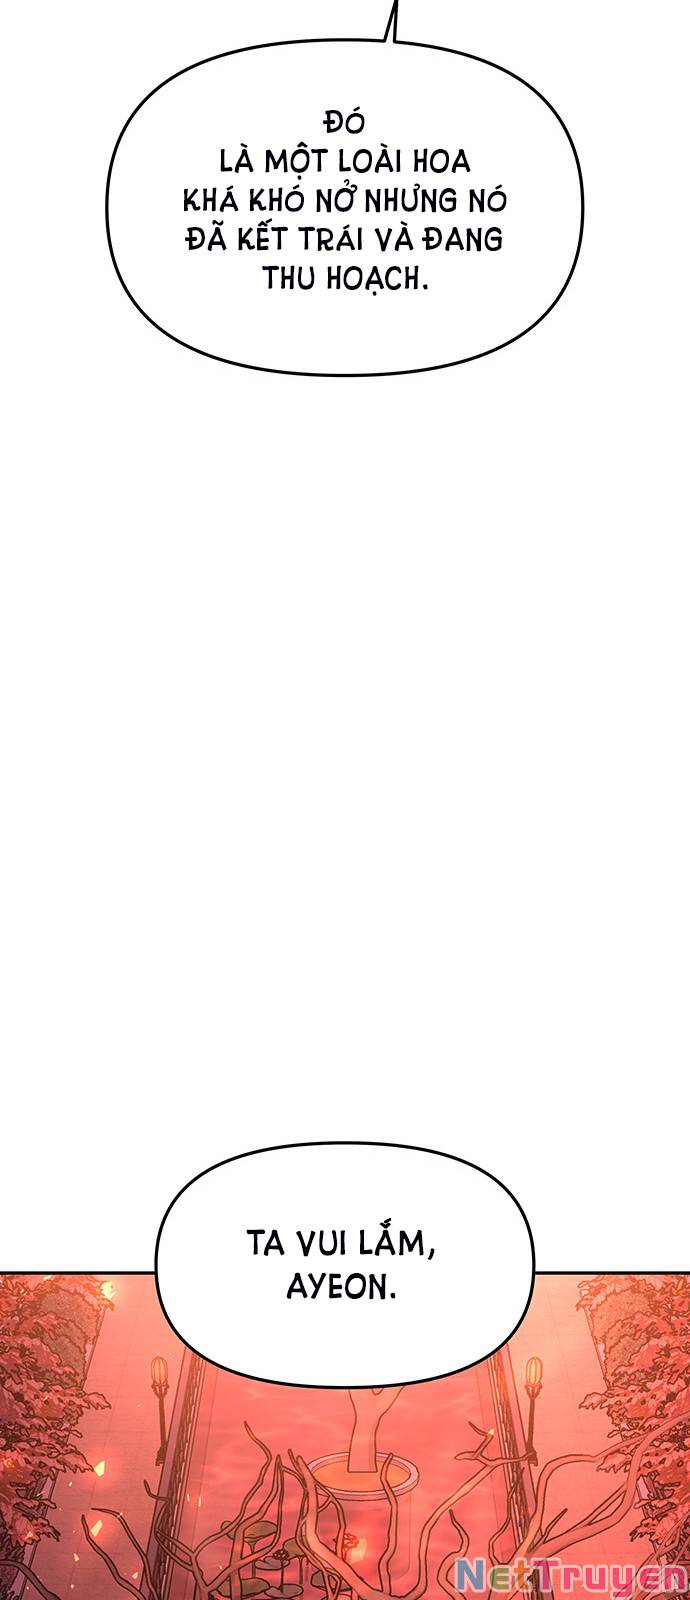 ĐÓ
LÀ MỘT LOÀI HOA
KHÁ KHÓ NỞ NHƯNG NÓ
ĐÃ KẾT TRÁI VÀ ĐANG
THU HOẠCH.
TA VUI LẮM,
AYEON.
NetTruyen